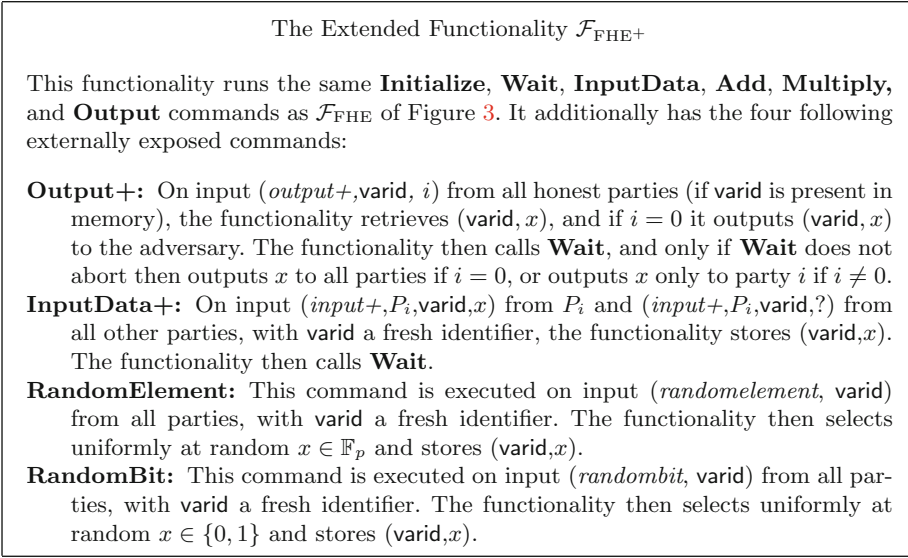 The Extended Functionality F_FHE+
This functionality runs the same Initialize, Wait, InputData, Add, Multiply,
and Output commands as F_FHE of Figure 3. It additionally has the four following
externally exposed commands:
Output+: On input (output+,varid, i) from all honest parties (if varid is present in
memory), the functionality retrieves (varid, x), and if i = 0 it outputs (varid, x)
to the adversary. The functionality then calls Wait, and only if Wait does not
abort then outputs x to all parties if i = 0, or outputs x only to party i if i ≠ 0.
InputData+: On input (input+,P_i,varid,x) from P_i and (input+,P_i,varid,?) from
all other parties, with varid a fresh identifier, the functionality stores (varid,x).
The functionality then calls Wait.
RandomElement: This command is executed on input (randomelement, varid)
from all parties, with varid a fresh identifier. The functionality then selects
uniformly at random x ∈ 𝔽_p and stores (varid,x).
RandomBit: This command is executed on input (randombit, varid) from all par-
ties, with varid a fresh identifier. The functionality then selects uniformly at
random x ∈ {0, 1} and stores (varid,x).